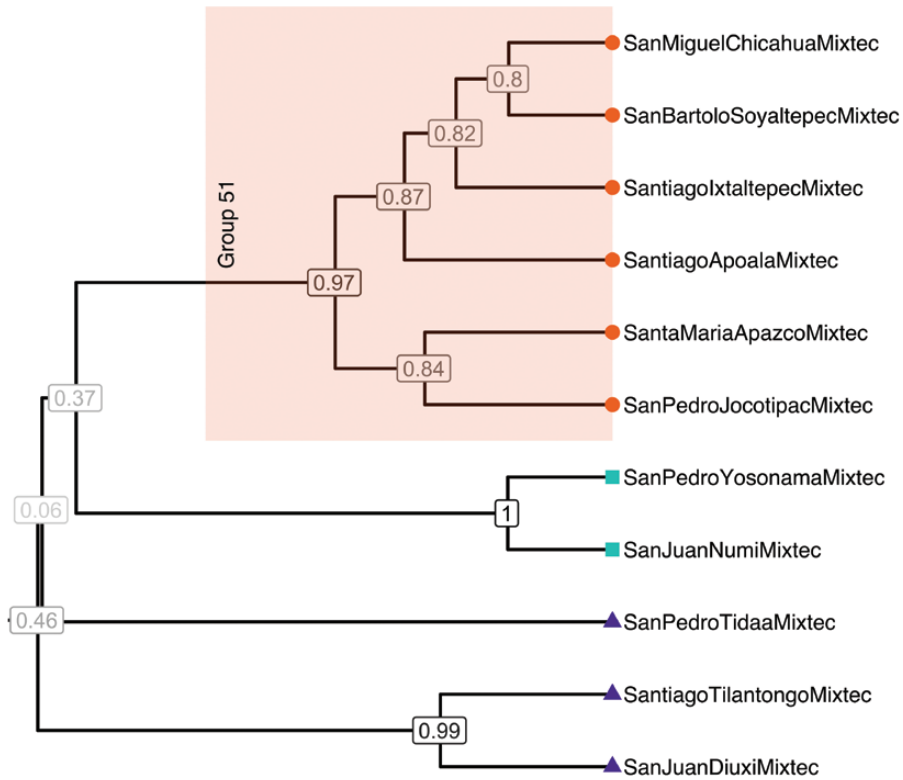 SanMiguelChicahuaMixtec
0.8
SanBartoloSoyaltepecMixtec
0.82
SantiagoIxtaltepecMixtec
0.87
Group 51
SantiagoApoalaMixtec
0.97
SantaMariaApazcoMixtec
0.84
SanPedroJocotipacMixtec
0.37
SanPedroYosonamaMixtec
0.06
1
SanJuanNumiMixtec
0.46
SanPedroTidaaMixtec
SantiagoTilantongoMixtec
0.99
SanJuanDiuxiMixtec